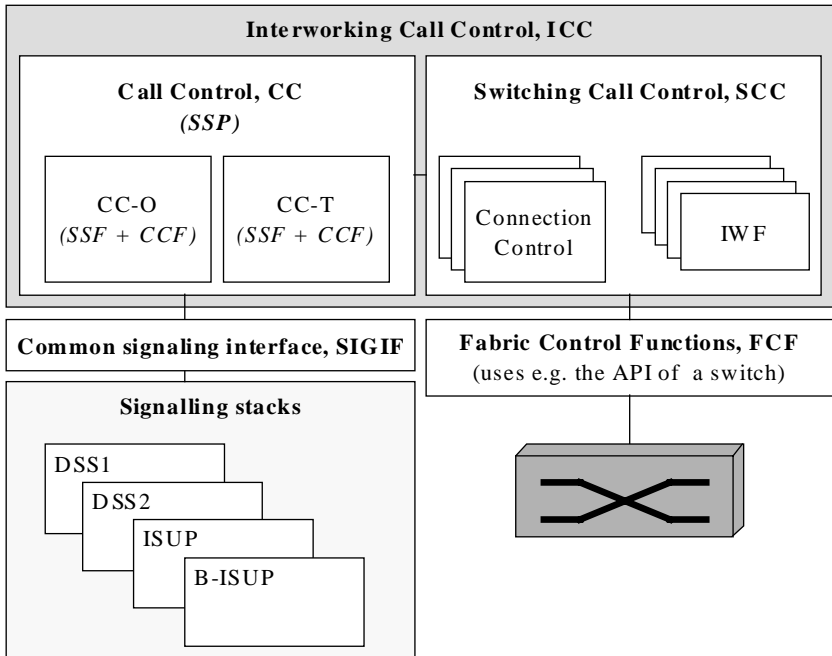 Interworking Call Control, ICC
Call Control, CC
(SSP)
CC-O
(SSF + CCF)
CC-T
(SSF + CCF)
Switching Call Control, SCC
Connection
Control
IWF
Common signaling interface, SIGIF
Fabric Control Functions, FCF
(uses e.g. the API of a switch)
Signalling stacks
DSS1
DSS2
ISUP
B-ISUP